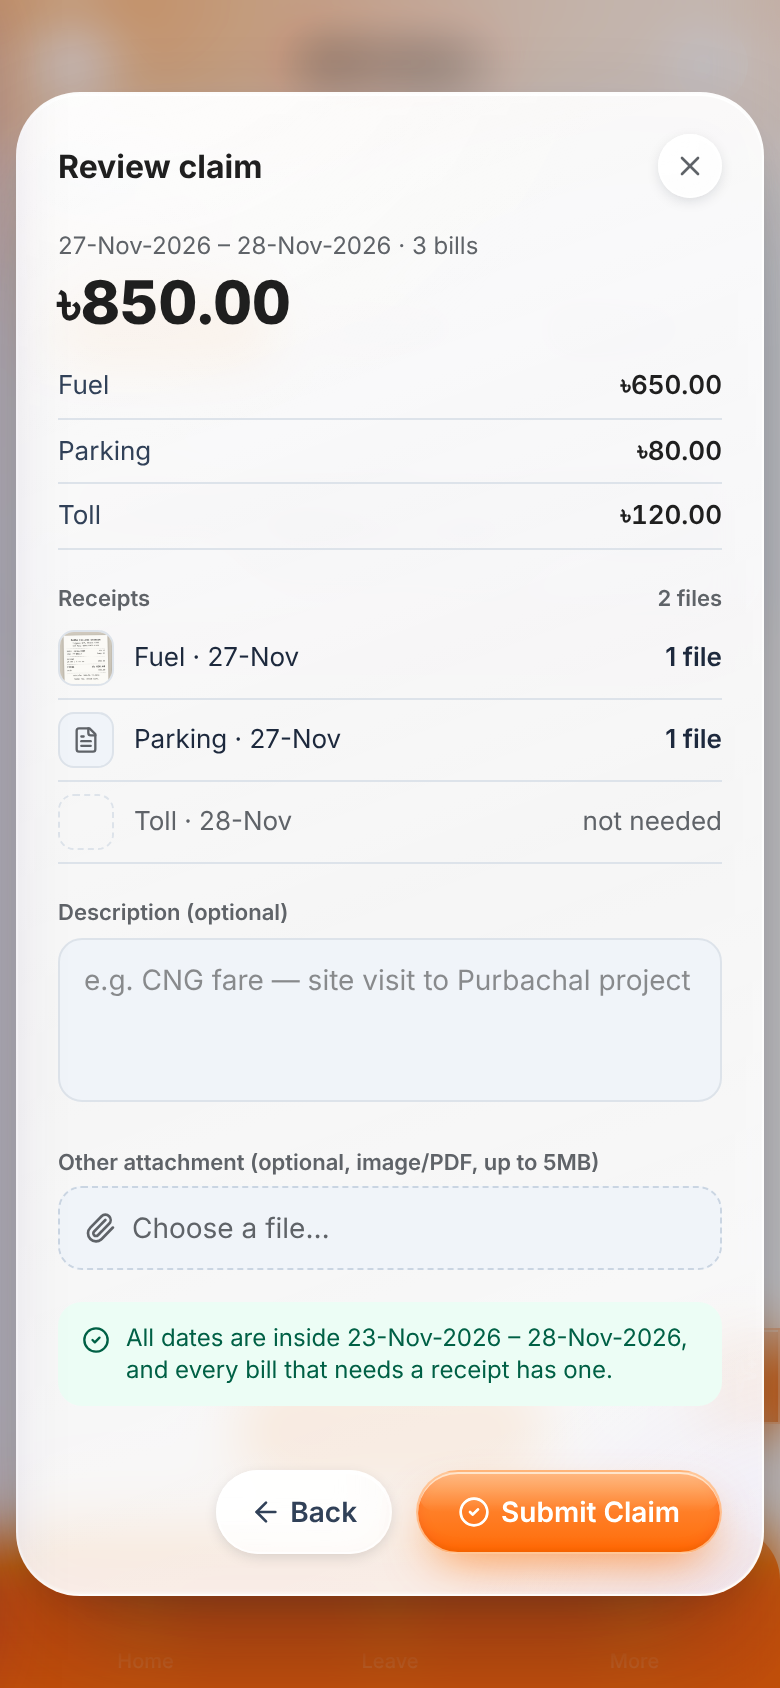 Review claim
27-Nov-2026 – 28-Nov-2026 · 3 bills
৳850.00
Fuel ৳650.00
Parking ৳80.00
Toll ৳120.00
Receipts 2 files
Fuel · 27-Nov 1 file
Parking · 27-Nov 1 file
Toll · 28-Nov not needed
Description (optional)
e.g. CNG fare — site visit to Purbachal project
Other attachment (optional, image/PDF, up to 5MB)
Choose a file...
All dates are inside 23-Nov-2026 – 28-Nov-2026,
and every bill that needs a receipt has one.
Back Submit Claim
Home Leave More